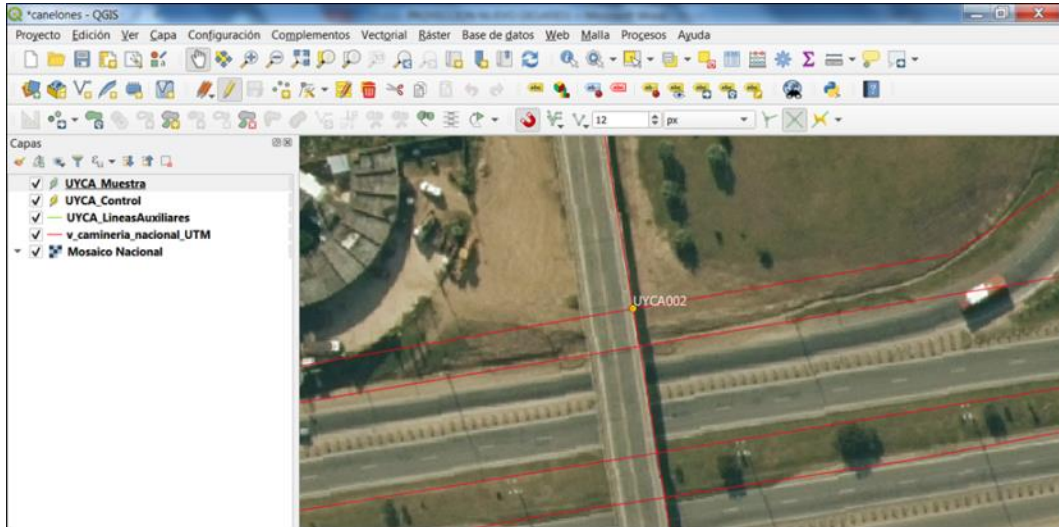 *canelones - QGIS
Proyecto Edición Ver Capa Configuración Complementos Vectorial Ráster Base de datos Web Malla Procesos Ayuda
12 px
Capas
UYCA_Muestra
UYCA_Control
UYCA_LineasAuxiliares
v_camineria_nacional_UTM
Mosaico Nacional
UYCA002